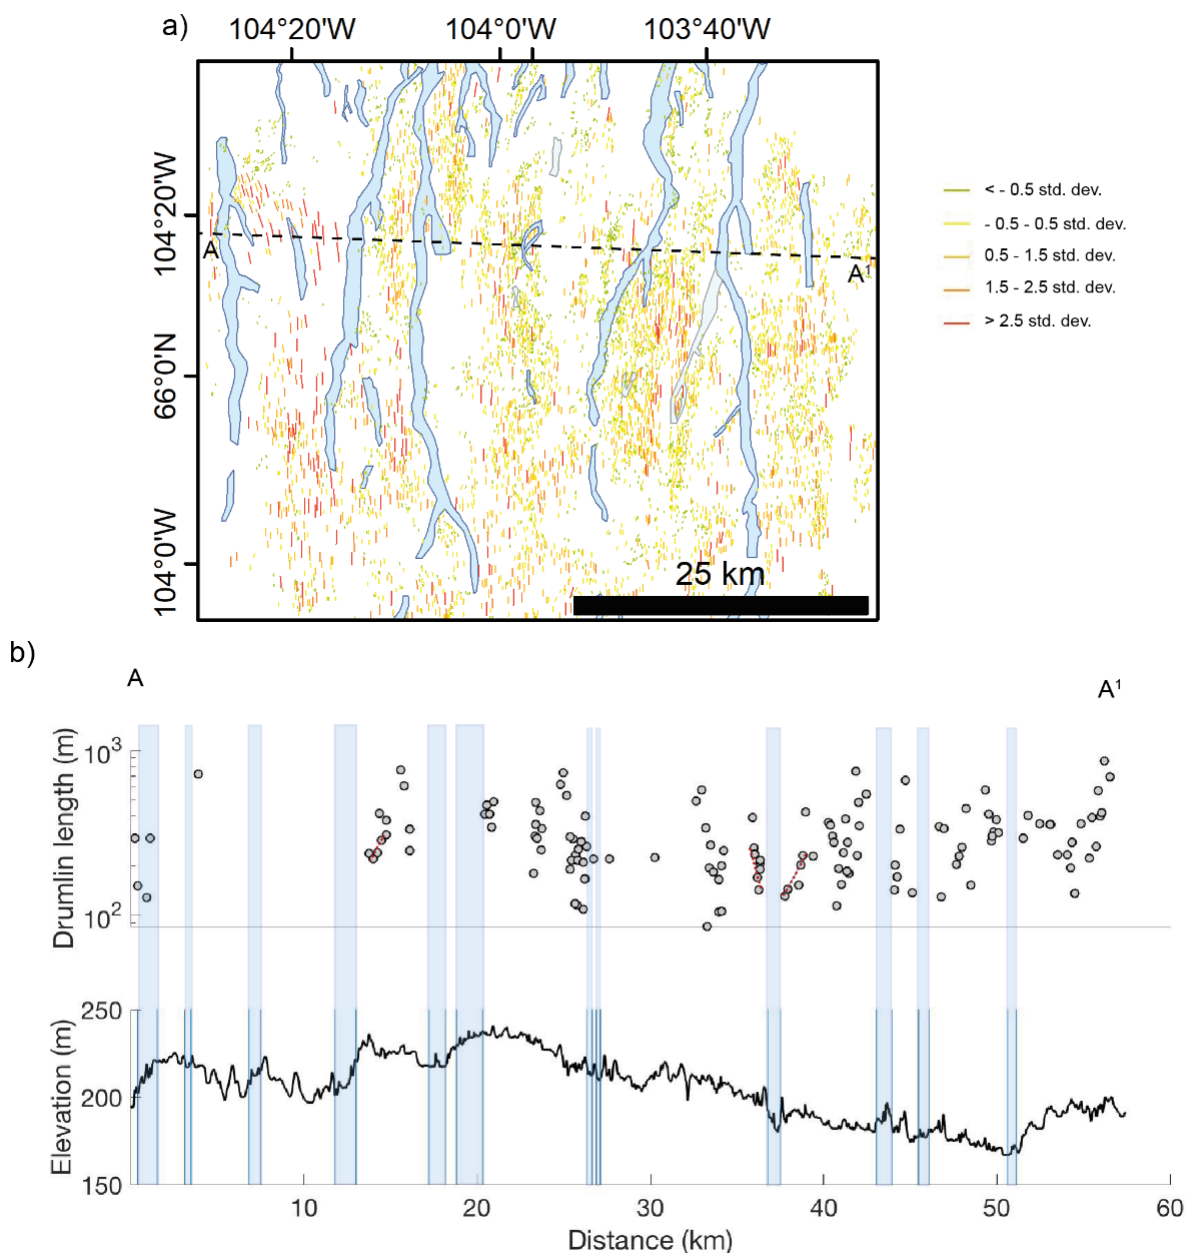 a)
104°20'W 104°0'W 103°40'W
104°20'W
66°0'N
104°0'W
A
A¹
25 km
< - 0.5 std. dev.
- 0.5 - 0.5 std. dev.
0.5 - 1.5 std. dev.
1.5 - 2.5 std. dev.
> 2.5 std. dev.
b)
A
A¹
Drumlin length (m)
10³
10²
Elevation (m)
250
200
150
10 20 30 40 50 60
Distance (km)